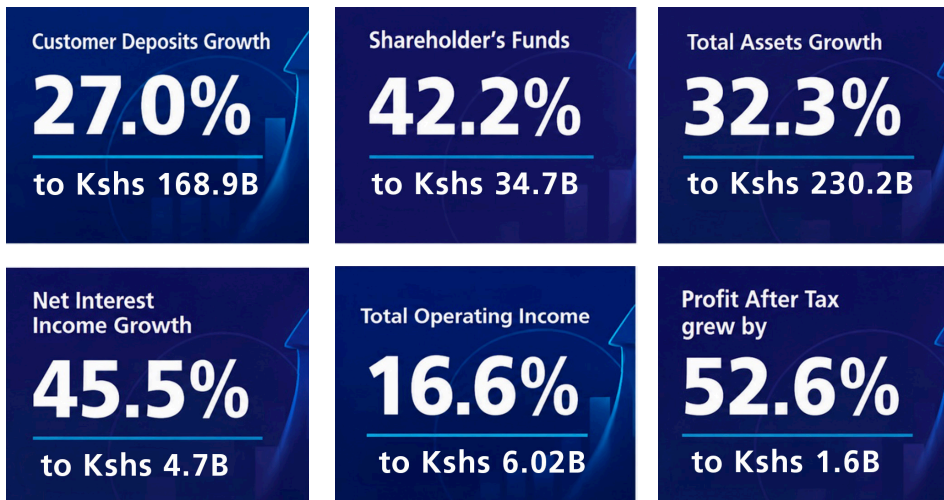 Customer Deposits Growth
27.0%
to Kshs 168.9B
Shareholder's Funds
42.2%
to Kshs 34.7B
Total Assets Growth
32.3%
to Kshs 230.2B
Net Interest
Income Growth
45.5%
to Kshs 4.7B
Total Operating Income
16.6%
to Kshs 6.02B
Profit After Tax
grew by
52.6%
to Kshs 1.6B